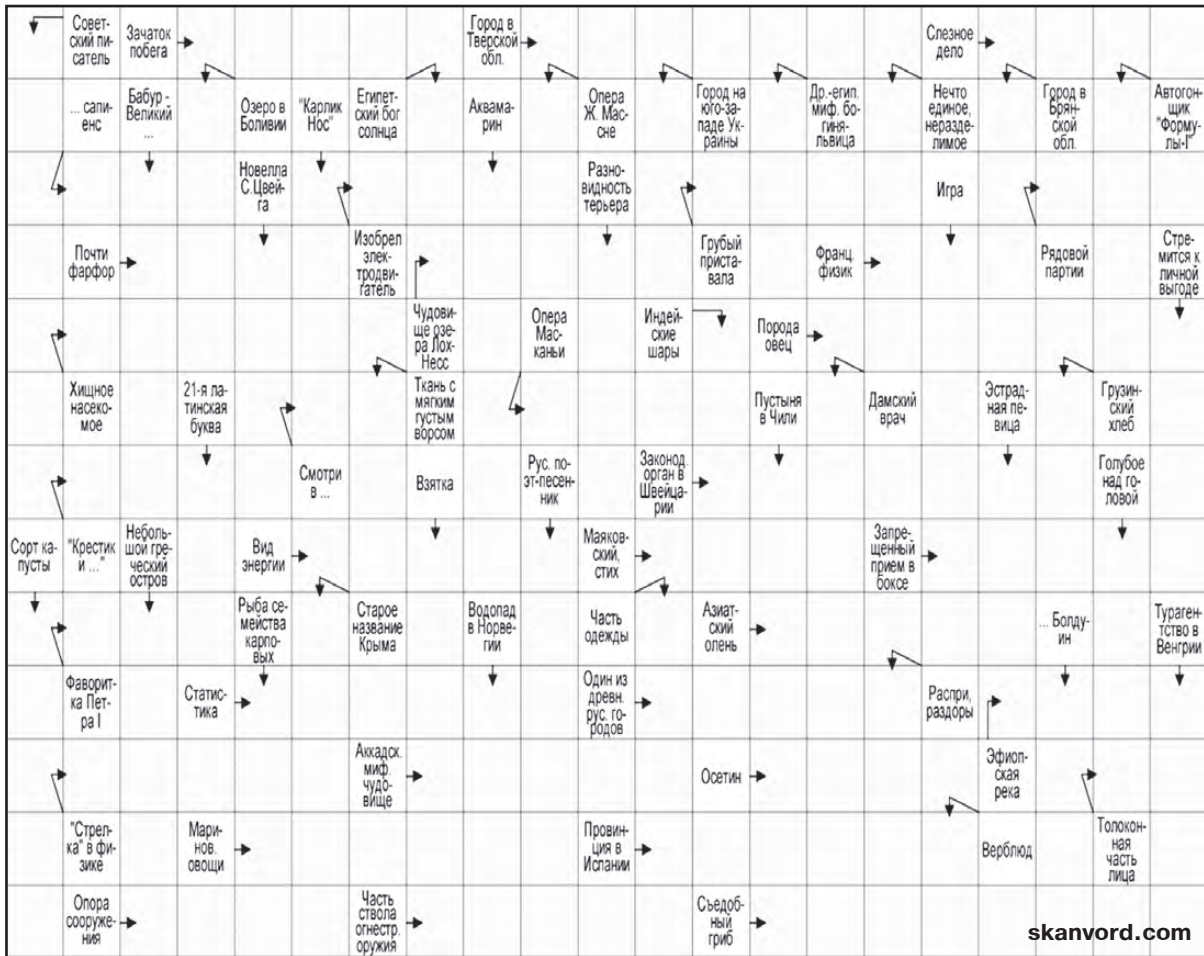 Совет-
ский пи-
сатель
Зачаток
побега
Город в
Тверской
обл.
Слезное
дело
... сапи-
енс
Бабур -
Великий
...
Озеро в
Боливии
"Карлик
Нос"
Египет-
ский бог
солнца
Аквама-
рин
Опера
Ж. Мас-
сне
Город на
юго-за-
паде Ук-
раины
Др.-егип.
миф. бо-
гиня-
львица
Нечто
единое,
неразде-
лимое
Город в
Брян-
ской
обл.
Автогон-
щик
"Форму-
лы-1"
Новелла
С.Цвей-
га
Разно-
видность
терьера
Игра
Почти
фарфор
Изобрел
элек-
тродви-
гатель
Грубый
приста-
вала
Франц.
физик
Рядовой
партии
Стре-
мится к
личной
выгоде
Чудови-
ще озе-
ра Лох-
Несс
Опера
Мас-
каньи
Индей-
ские
шары
Порода
овец
Хищное
насеко-
мое
21-я ла-
тинская
буква
Ткань с
мягким
густым
ворсом
Пустыня
в Чили
Дамский
врач
Эстрад-
ная пе-
вица
Грузин-
ский
хлеб
Смотри
в ...
Взятка
Рус. по-
эт-песен-
ник
Законод.
орган в
Швейца-
рии
Голубое
над го-
ловой
Сорт ка-
пусты
"Крестик
и ..."
Неболь-
шой гре-
ческий
остров
Вид
энергии
Маяков-
ский,
стих
Запре-
щенный
прием в
боксе
Рыба се-
мейства
карпо-
вых
Старое
название
Крыма
Водопад
в Норве-
гии
Часть
одежды
Азиат-
ский
олень
... Болду-
ин
Тураген-
тство в
Венгрии
Фаворит-
ка Пет-
ра I
Статис-
тика
Один из
древн.
рус. го-
родов
Распри,
раздоры
Аккадск.
миф.
чудо-
вище
Осетин
Эфиоп-
ская
река
"Стрел-
ка" в фи-
зике
Мари-
нов.
овощи
Провин-
ция в
Испании
Верблюд
Толокон-
ная
часть
лица
Опора
сооруже-
ния
Часть
ствола
огнестр.
оружия
Съедоб-
ный
гриб
skanvord.com